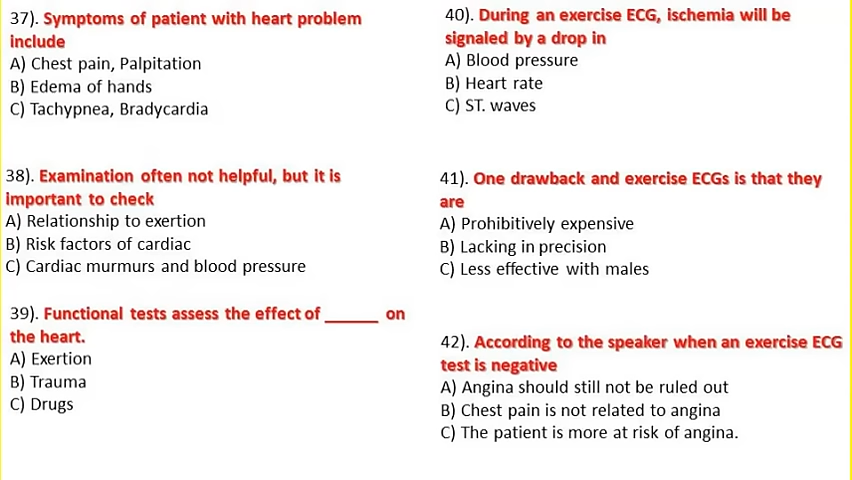 37). Symptoms of patient with heart problem
include
A) Chest pain, Palpitation
B) Edema of hands
C) Tachypnea, Bradycardia
38). Examination often not helpful, but it is
important to check
A) Relationship to exertion
B) Risk factors of cardiac
C) Cardiac murmurs and blood pressure
39). Functional tests assess the effect of ______ on
the heart.
A) Exertion
B) Trauma
C) Drugs
40). During an exercise ECG, ischemia will be
signaled by a drop in
A) Blood pressure
B) Heart rate
C) ST. waves
41). One drawback and exercise ECGs is that they
are
A) Prohibitively expensive
B) Lacking in precision
C) Less effective with males
42). According to the speaker when an exercise ECG
test is negative
A) Angina should still not be ruled out
B) Chest pain is not related to angina
C) The patient is more at risk of angina.